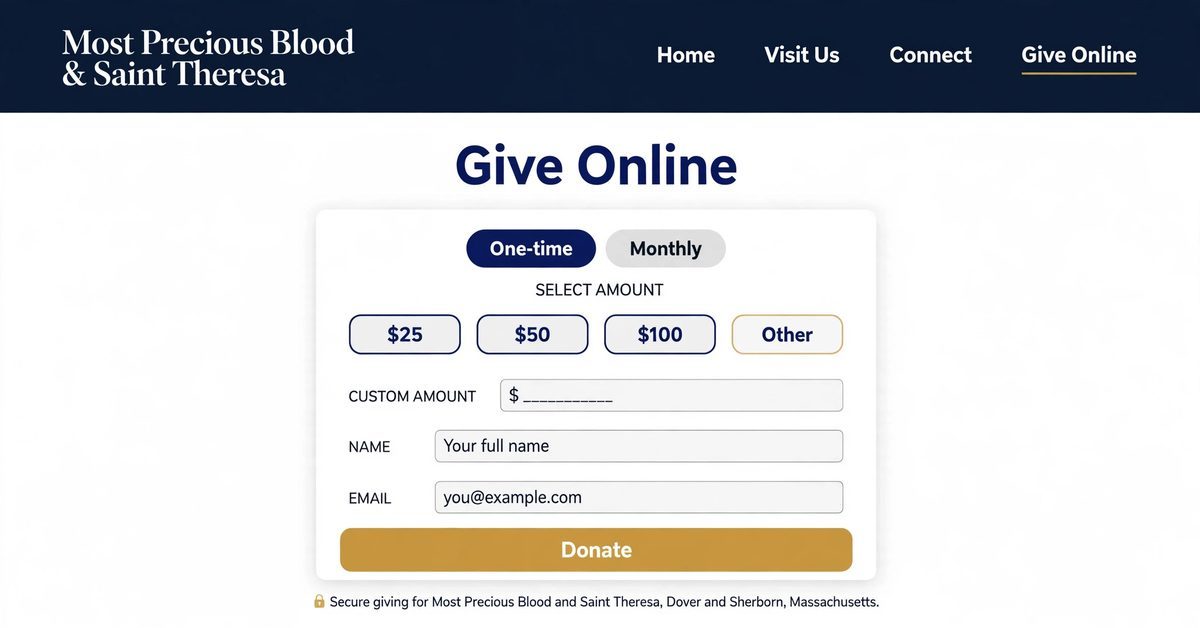 Most Precious Blood
& Saint Theresa
Home Visit Us Connect Give Online
Give Online
One-time Monthly
SELECT AMOUNT
$25 $50 $100 Other
CUSTOM AMOUNT $ ___________
NAME Your full name
EMAIL you@example.com
Donate
Secure giving for Most Precious Blood and Saint Theresa, Dover and Sherborn, Massachusetts.